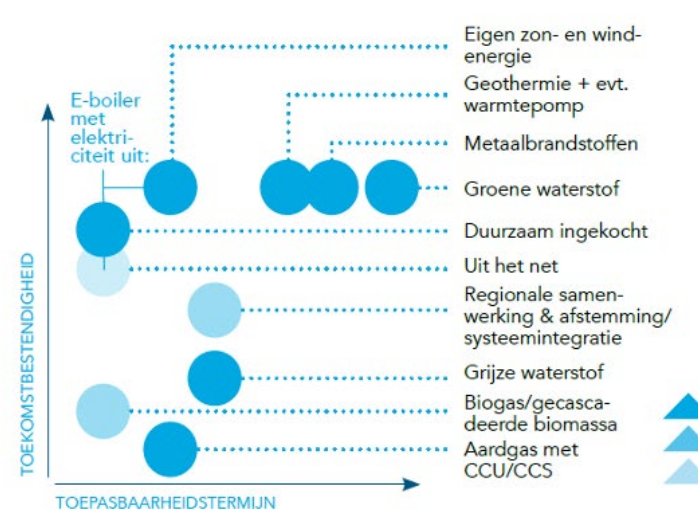 Eigen zon- en wind-
energie
Geothermie + evt.
warmtepomp
E-boiler
met
elektri-
citeit uit:
Metaalbrandstoffen
Groene waterstof
Duurzaam ingekocht
Uit het net
Regionale samen-
werking & afstemming/
systeemintegratie
Grijze waterstof
Biogas/gecasca-
deerde biomassa
Aardgas met
CCU/CCS
TOEKOMSTBESTENDIGHEID
TOEPASBAARHEIDSTERMIJN